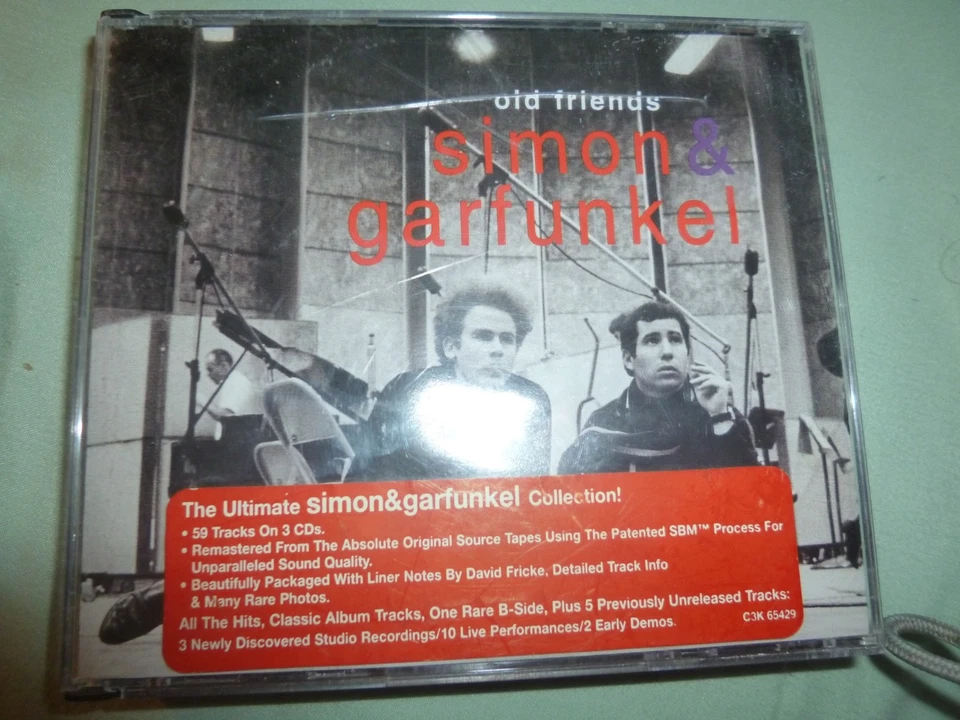 old friends
simon &
garfunkel
The Ultimate simon&garfunkel Collection!
• 59 Tracks On 3 CDs.
• Remastered From The Absolute Original Source Tapes Using The Patented SBM™ Process For
Unparalleled Sound Quality.
• Beautifully Packaged With Liner Notes By David Fricke, Detailed Track Info
& Many Rare Photos.
All The Hits, Classic Album Tracks, One Rare B-Side, Plus 5 Previously Unreleased Tracks:
3 Newly Discovered Studio Recordings/10 Live Performances/2 Early Demos.
C3K 65429